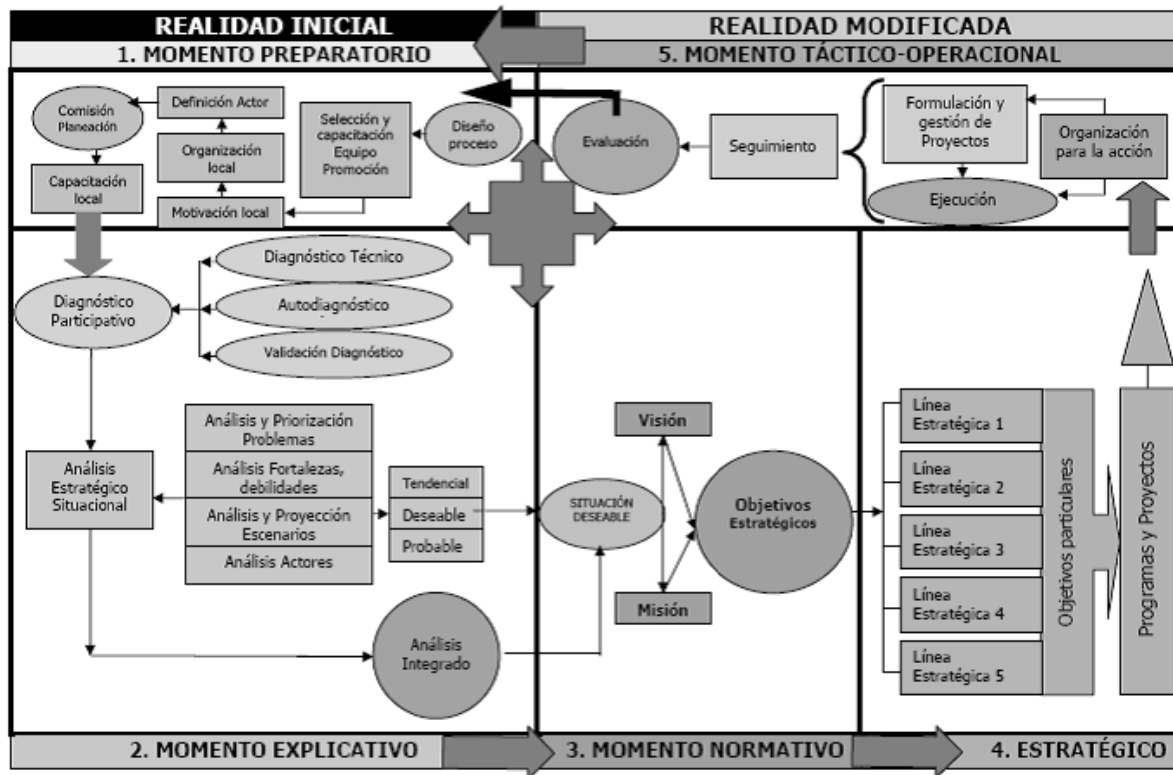 REALIDAD INICIAL
REALIDAD MODIFICADA
1. MOMENTO PREPARATORIO
5. MOMENTO TÁCTICO-OPERACIONAL
Comisión
Planeación
Definición Actor
Organización
local
Motivación local
Capacitación
local
Selección y
capacitación
Equipo
Promoción
Diseño
proceso
Evaluación
Seguimiento
Formulación y
gestión de
Proyectos
Ejecución
Organización
para la acción
Diagnóstico
Participativo
Diagnóstico Técnico
Autodiagnóstico
Validación Diagnóstico
Análisis
Estratégico
Situacional
Análisis y Priorización
Problemas
Análisis Fortalezas,
debilidades
Análisis y Proyección
Escenarios
Análisis Actores
Tendencial
Deseable
Probable
Análisis
Integrado
SITUACIÓN
DESEABLE
Visión
Misión
Objetivos
Estratégicos
Línea
Estratégica 1
Línea
Estratégica 2
Línea
Estratégica 3
Línea
Estratégica 4
Línea
Estratégica 5
Objetivos particulares
Programas y Proyectos
2. MOMENTO EXPLICATIVO
3. MOMENTO NORMATIVO
4. ESTRATÉGICO